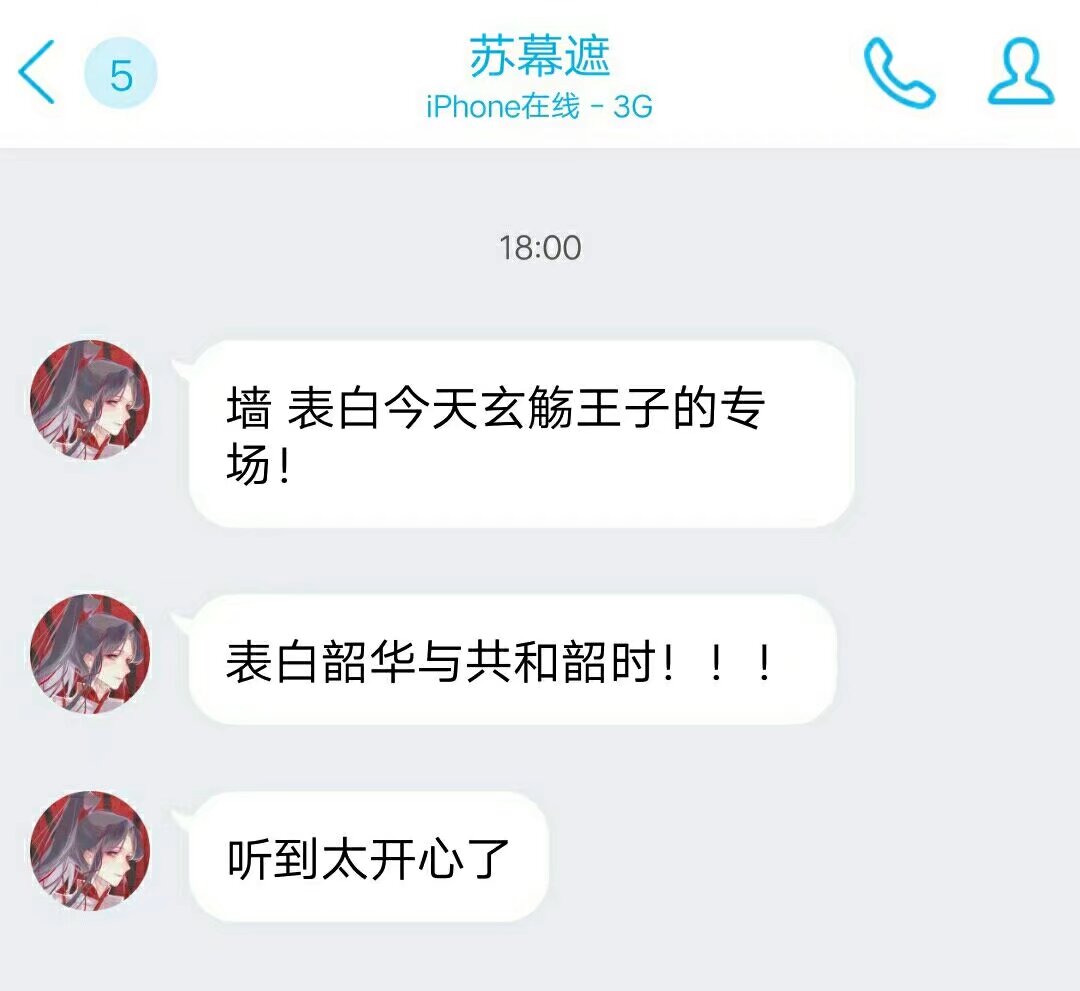 5
苏幕遮
iPhone在线 - 3G
18:00
墙 表白今天玄觞王子的专
场！
表白韶华与共和韶时！！！
听到太开心了